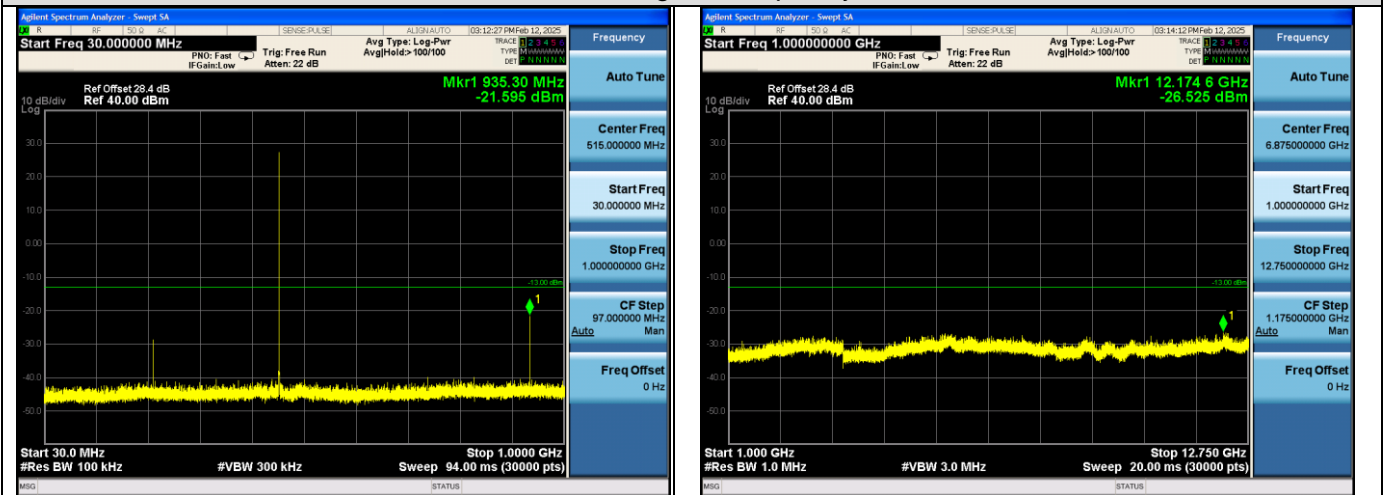 Agilent Spectrum Analyzer - Swept SA
R RF 50 Ω AC SENSE:PULSE ALIGN AUTO 03:12:27 PM Feb 12, 2025
Start Freq 30.000000 MHz
PNO: Fast
IFGain:Low
Trig: Free Run
Atten: 22 dB
Avg Type: Log-Pwr
Avg|Hold:> 100/100
TRACE 1 2 3 4 5 6
TYPE
DET P N N N N N
Ref Offset 28.4 dB
Ref 40.00 dBm
10 dB/div
Log
Mkr1 935.30 MHz
-21.595 dBm
30.0
20.0
10.0
0.00
-10.0
-20.0
-30.0
-40.0
-50.0
-13.00 dBm
1
Start 30.0 MHz
Stop 1.0000 GHz
#Res BW 100 kHz
#VBW 300 kHz
Sweep 94.00 ms (30000 pts)
MSG
STATUS
Frequency
Auto Tune
Center Freq
515.000000 MHz
Start Freq
30.000000 MHz
Stop Freq
1.000000000 GHz
CF Step
97.000000 MHz
Auto Man
Freq Offset
0 Hz
Agilent Spectrum Analyzer - Swept SA
R RF 50 Ω AC SENSE:PULSE ALIGN AUTO 03:14:12 PM Feb 12, 2025
Start Freq 1.000000000 GHz
PNO: Fast
IFGain:Low
Trig: Free Run
Atten: 22 dB
Avg Type: Log-Pwr
Avg|Hold:> 100/100
TRACE 1 2 3 4 5 6
TYPE
DET P N N N N N
Ref Offset 28.4 dB
Ref 40.00 dBm
10 dB/div
Log
Mkr1 12.174 6 GHz
-26.525 dBm
30.0
20.0
10.0
0.00
-10.0
-20.0
-30.0
-40.0
-50.0
-13.00 dBm
1
Start 1.000 GHz
Stop 12.750 GHz
#Res BW 1.0 MHz
#VBW 3.0 MHz
Sweep 20.00 ms (30000 pts)
MSG
STATUS
Frequency
Auto Tune
Center Freq
6.875000000 GHz
Start Freq
1.000000000 GHz
Stop Freq
12.750000000 GHz
CF Step
1.175000000 GHz
Auto Man
Freq Offset
0 Hz